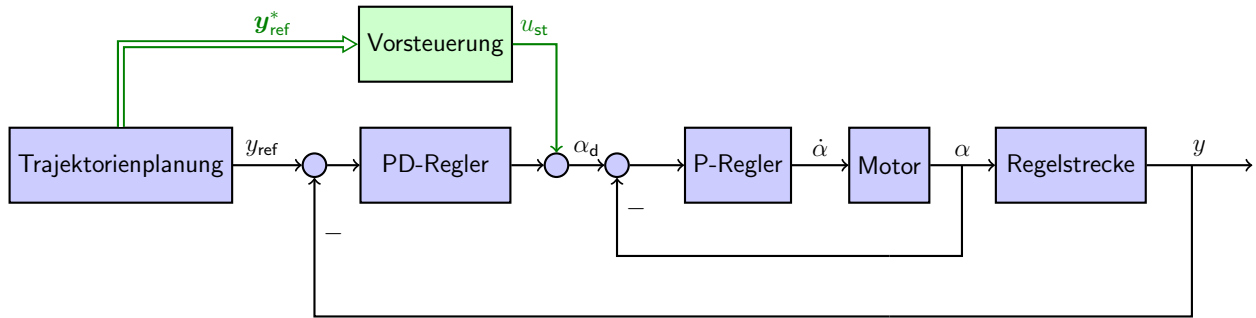 y*ref
Vorsteuerung
ust
Trajektorienplanung
yref
PD-Regler
αd
P-Regler
α̇
Motor
α
Regelstrecke
y
−
−